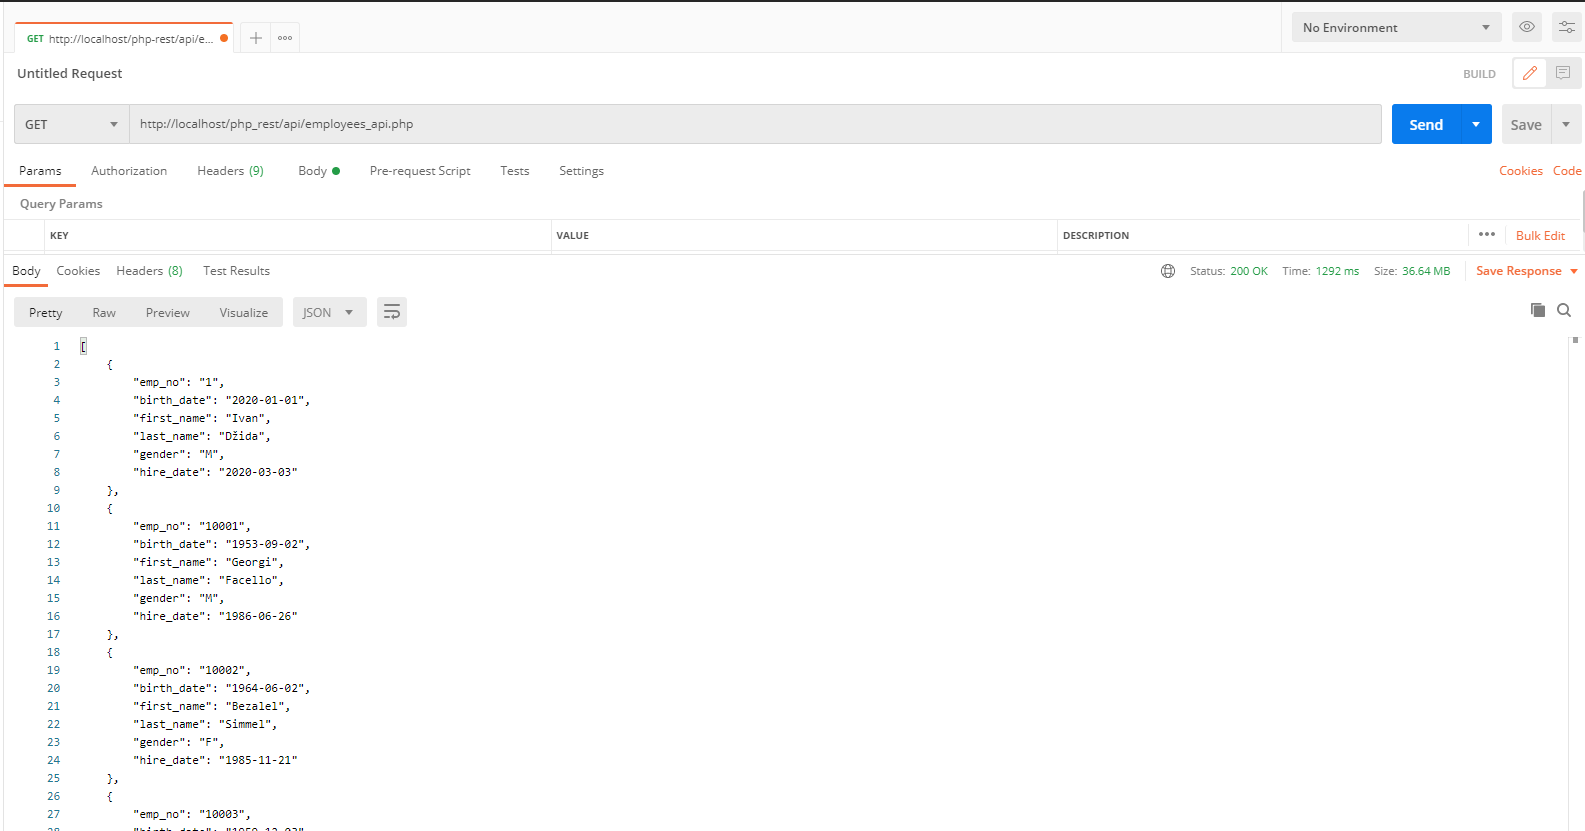 GET http://localhost/php-rest/api/e...
No Environment
Untitled Request
BUILD
GET http://localhost/php_rest/api/employees_api.php Send Save
Params Authorization Headers (9) Body Pre-request Script Tests Settings Cookies Code
Query Params
KEY VALUE DESCRIPTION Bulk Edit
Body Cookies Headers (8) Test Results Status: 200 OK Time: 1292 ms Size: 36.64 MB Save Response
Pretty Raw Preview Visualize JSON
1 [
2 {
3 "emp_no": "1",
4 "birth_date": "2020-01-01",
5 "first_name": "Ivan",
6 "last_name": "Džida",
7 "gender": "M",
8 "hire_date": "2020-03-03"
9 },
10 {
11 "emp_no": "10001",
12 "birth_date": "1953-09-02",
13 "first_name": "Georgi",
14 "last_name": "Facello",
15 "gender": "M",
16 "hire_date": "1986-06-26"
17 },
18 {
19 "emp_no": "10002",
20 "birth_date": "1964-06-02",
21 "first_name": "Bezalel",
22 "last_name": "Simmel",
23 "gender": "F",
24 "hire_date": "1985-11-21"
25 },
26 {
27 "emp_no": "10003",
28 "birth_date": "1959-12-03",